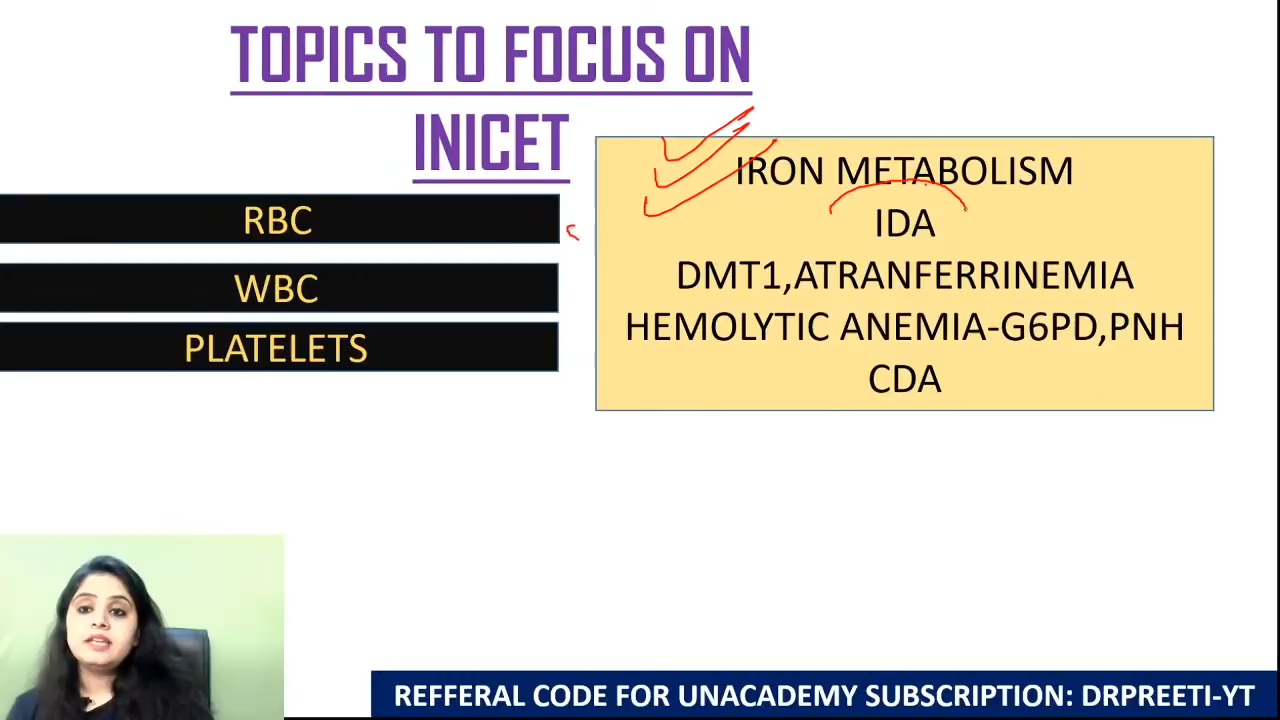 TOPICS TO FOCUS ON
INICET
RBC
WBC
PLATELETS
IRON METABOLISM
IDA
DMT1,ATRANFERRINEMIA
HEMOLYTIC ANEMIA-G6PD,PNH
CDA
REFFERAL CODE FOR UNACADEMY SUBSCRIPTION: DRPREETI-YT